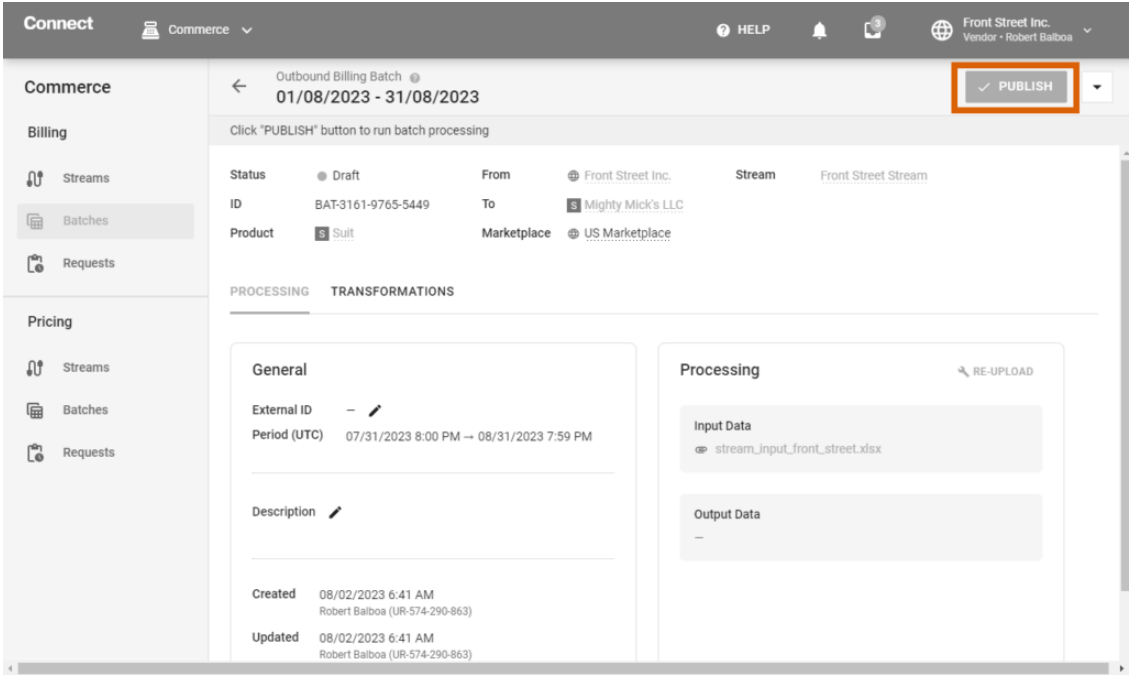 Connect
Commerce
HELP
3
Front Street Inc.
Vendor • Robert Balboa
Commerce
Billing
Streams
Batches
Requests
Pricing
Streams
Batches
Requests
Outbound Billing Batch
01/08/2023 - 31/08/2023
PUBLISH
Click "PUBLISH" button to run batch processing
Status Draft From Front Street Inc. Stream Front Street Stream
ID BAT-3161-9765-5449 To S Mighty Mick's LLC
Product S Suit Marketplace US Marketplace
PROCESSING TRANSFORMATIONS
General
External ID —
Period (UTC) 07/31/2023 8:00 PM → 08/31/2023 7:59 PM
Description
Created 08/02/2023 6:41 AM
Robert Balboa (UR-574-290-863)
Updated 08/02/2023 6:41 AM
Robert Balboa (UR-574-290-863)
Processing
RE-UPLOAD
Input Data
stream_input_front_street.xlsx
Output Data
—